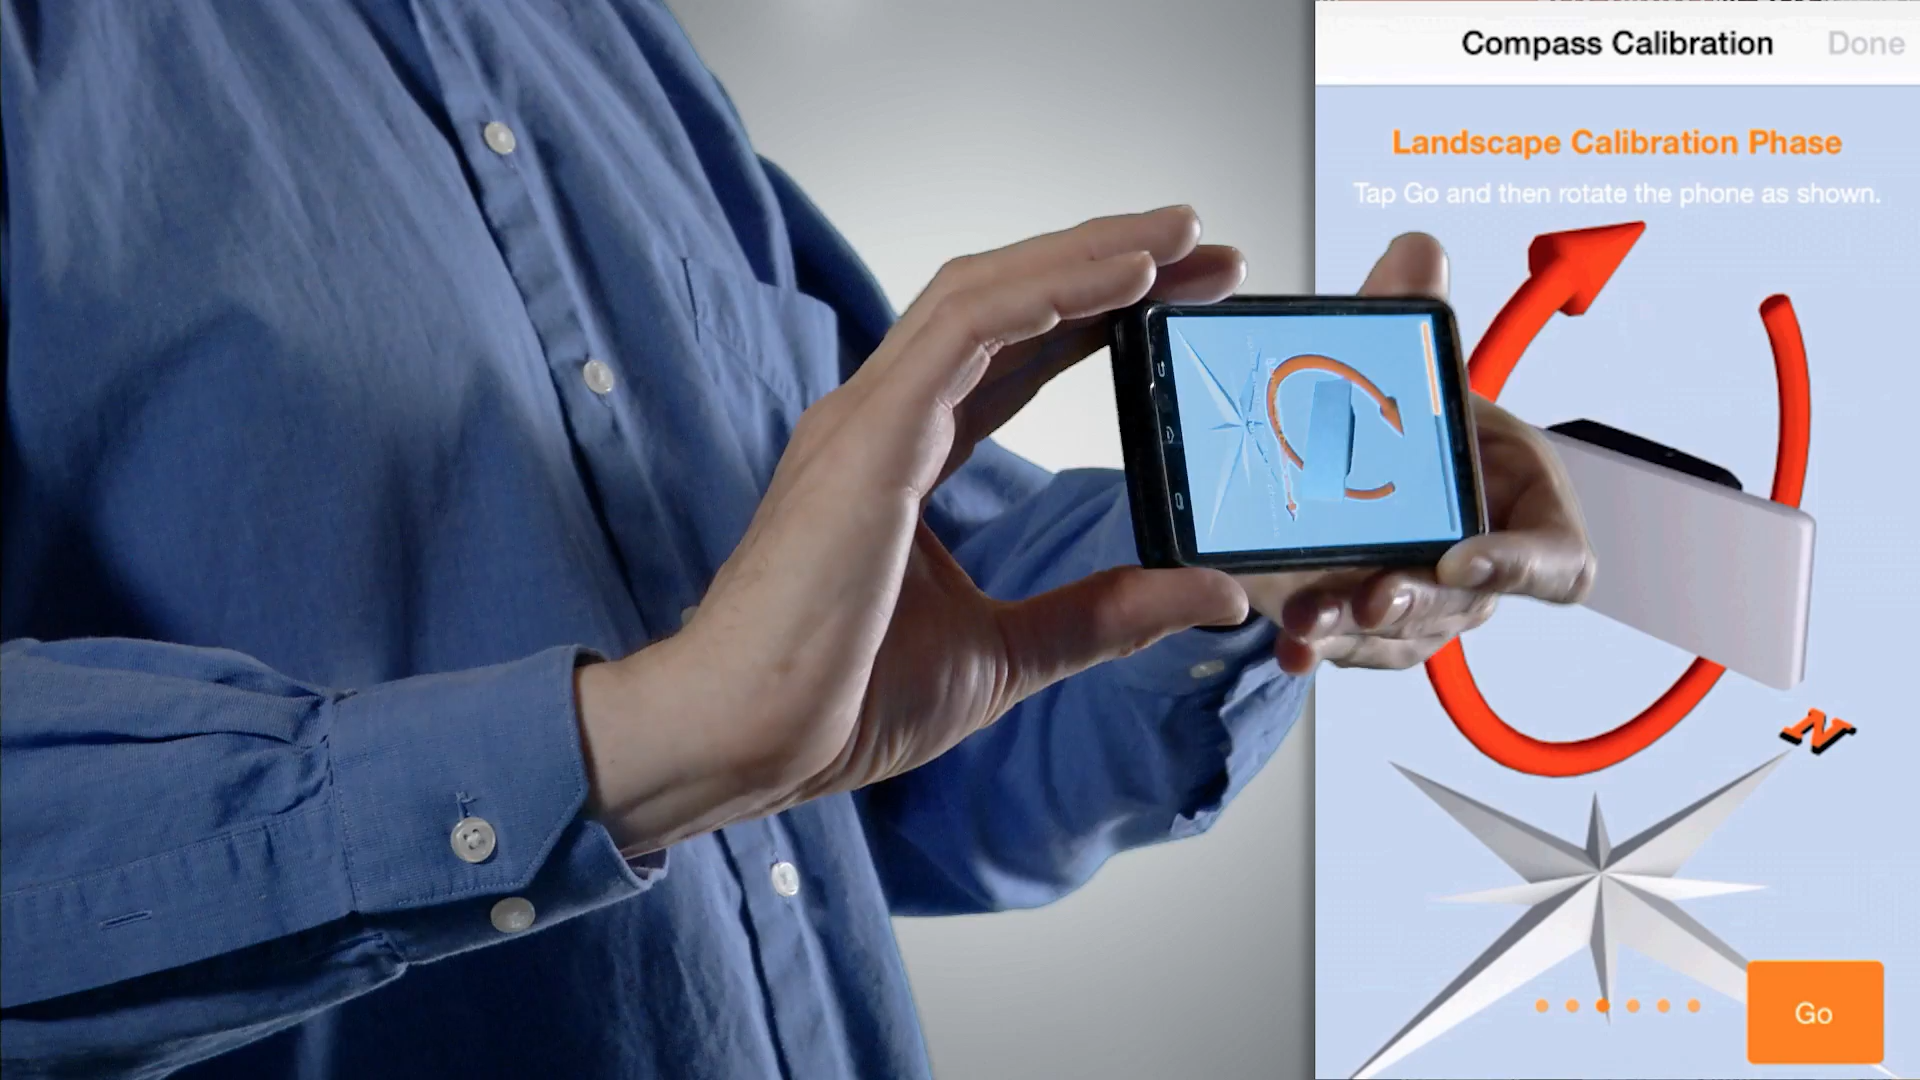 Compass Calibration
Done
Landscape Calibration Phase
Tap Go and then rotate the phone as shown.
N
Go